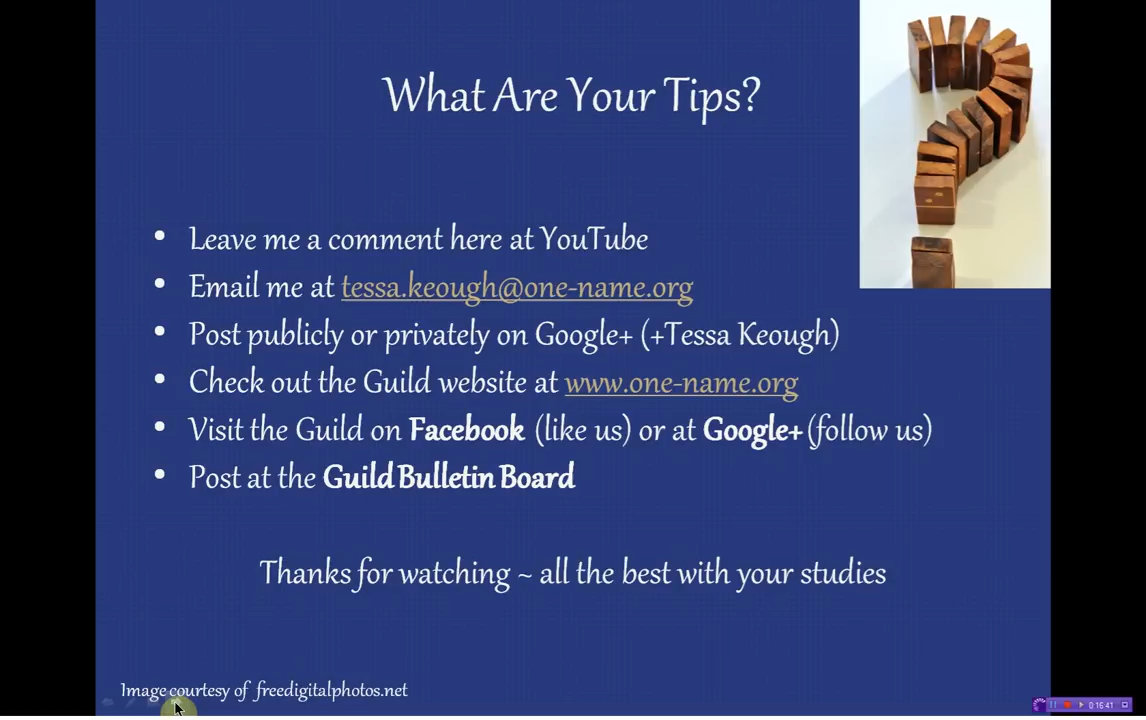 What Are Your Tips?
• Leave me a comment here at YouTube
• Email me at tessa.keough@one-name.org
• Post publicly or privately on Google+ (+Tessa Keough)
• Check out the Guild website at www.one-name.org
• Visit the Guild on Facebook (like us) or at Google+ (follow us)
• Post at the Guild Bulletin Board
Thanks for watching ~ all the best with your studies
Image courtesy of freedigitalphotos.net
0:16:41